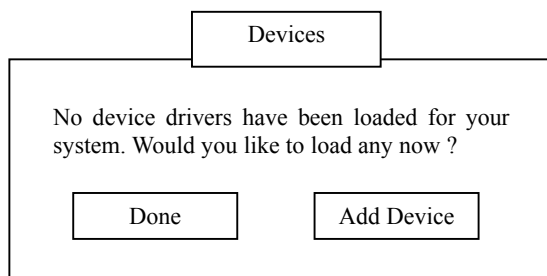 Devices
No device drivers have been loaded for your
system. Would you like to load any now ?
Done
Add Device